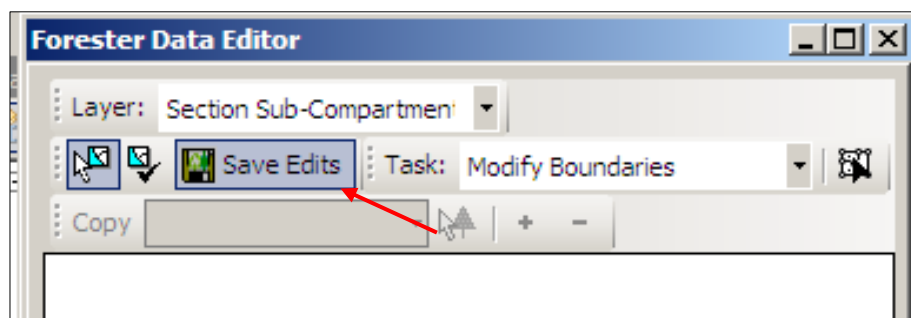 Forester Data Editor
Layer: Section Sub-Compartment
Save Edits Task: Modify Boundaries
Copy